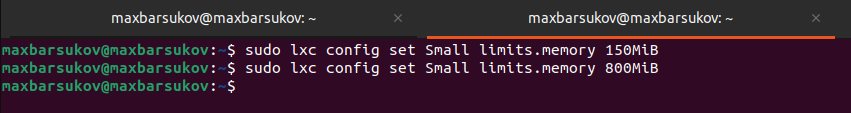 maxbarsukov@maxbarsukov: ~ × maxbarsukov@maxbarsukov: ~ ×
maxbarsukov@maxbarsukov:~$ sudo lxc config set Small limits.memory 150MiB
maxbarsukov@maxbarsukov:~$ sudo lxc config set Small limits.memory 800MiB
maxbarsukov@maxbarsukov:~$